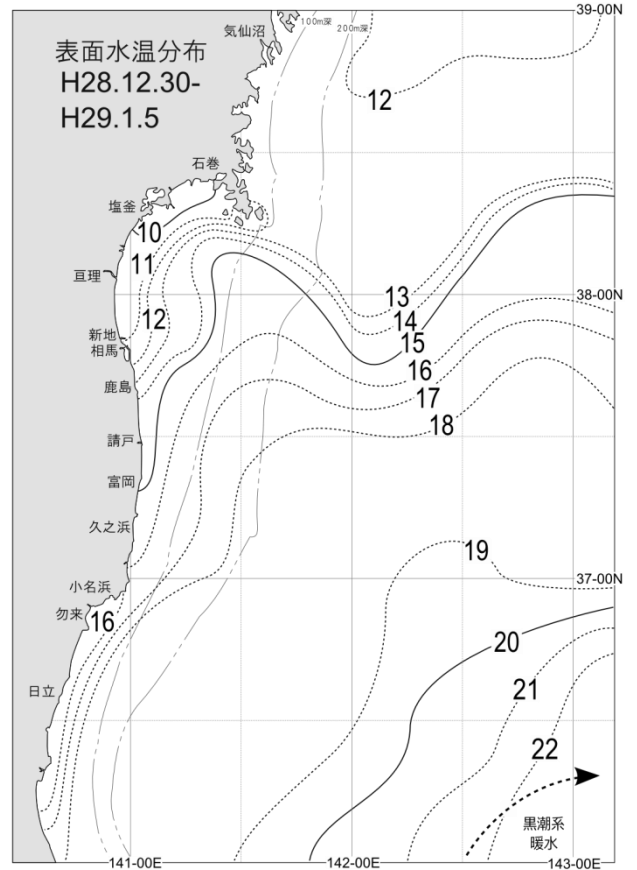 39-00N
100m深
200m深
気仙沼
表面水温分布
H28.12.30-
H29.1.5
12
石巻
塩釜
10
11
亘理
13
38-00N
12
14
新地
15
相馬
16
鹿島
17
18
請戸
富岡
久之浜
19
37-00N
小名浜
勿来
16
20
日立
21
22
黒潮系
暖水
141-00E
142-00E
143-00E